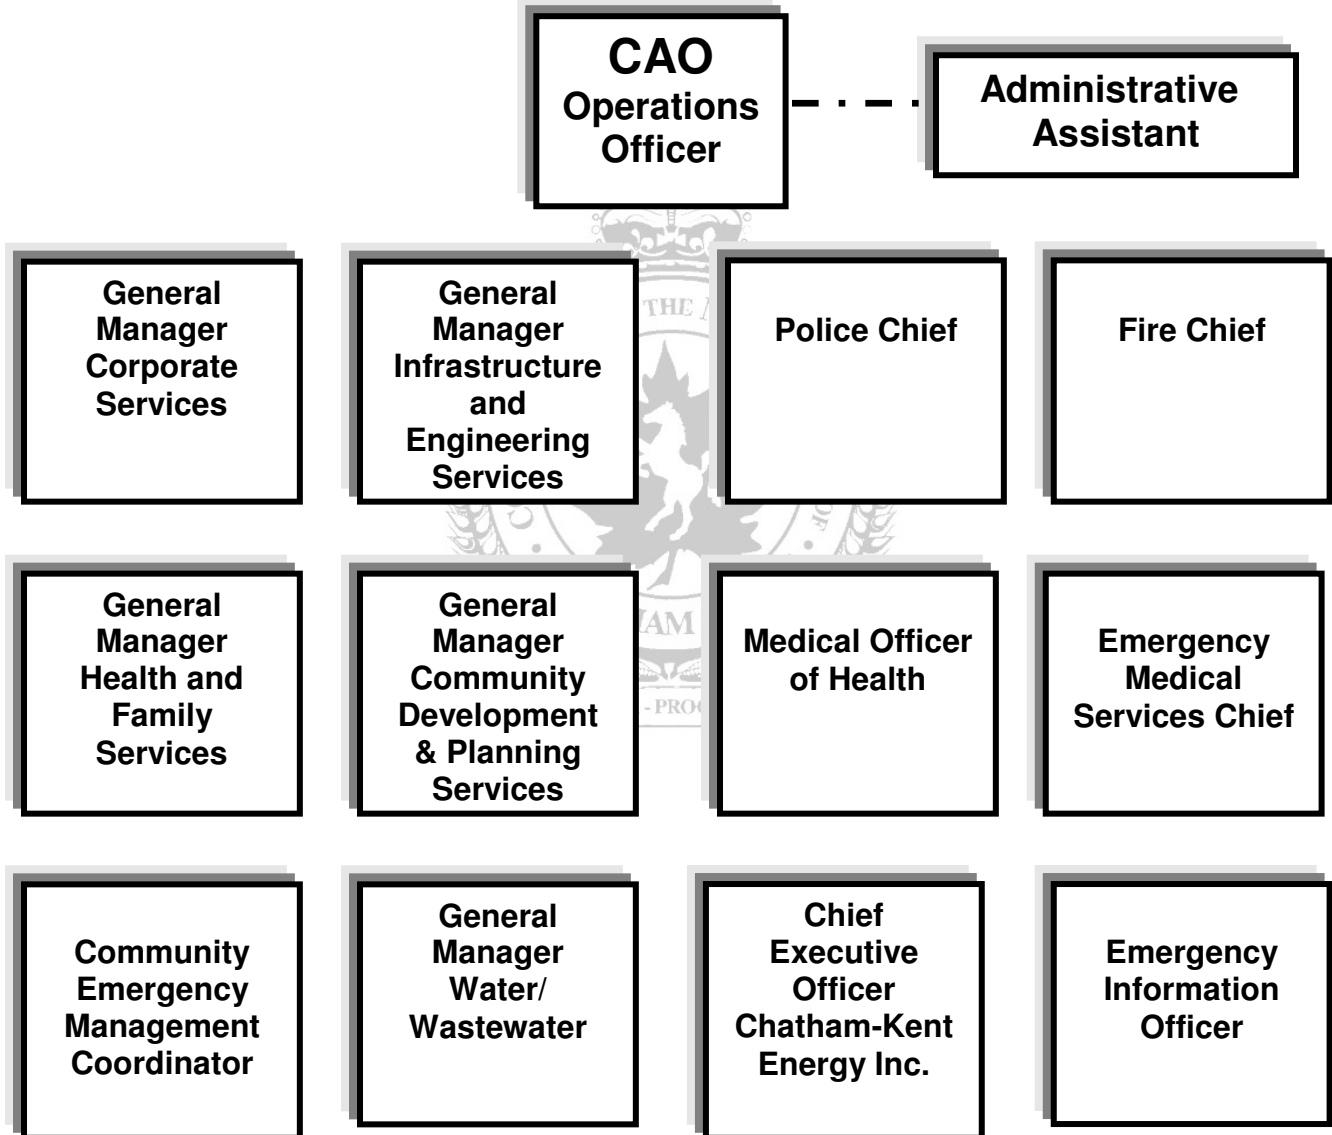 CAO
Operations
Officer
Administrative
Assistant
General
Manager
Corporate
Services
General
Manager
Infrastructure
and
Engineering
Services
Police Chief
Fire Chief
THE
OF
General
Manager
Health and
Family
Services
General
Manager
Community
Development
& Planning
Services
Medical Officer
of Health
Emergency
Medical
Services Chief
Community
Emergency
Management
Coordinator
General
Manager
Water/
Wastewater
Chief
Executive
Officer
Chatham-Kent
Energy Inc.
Emergency
Information
Officer